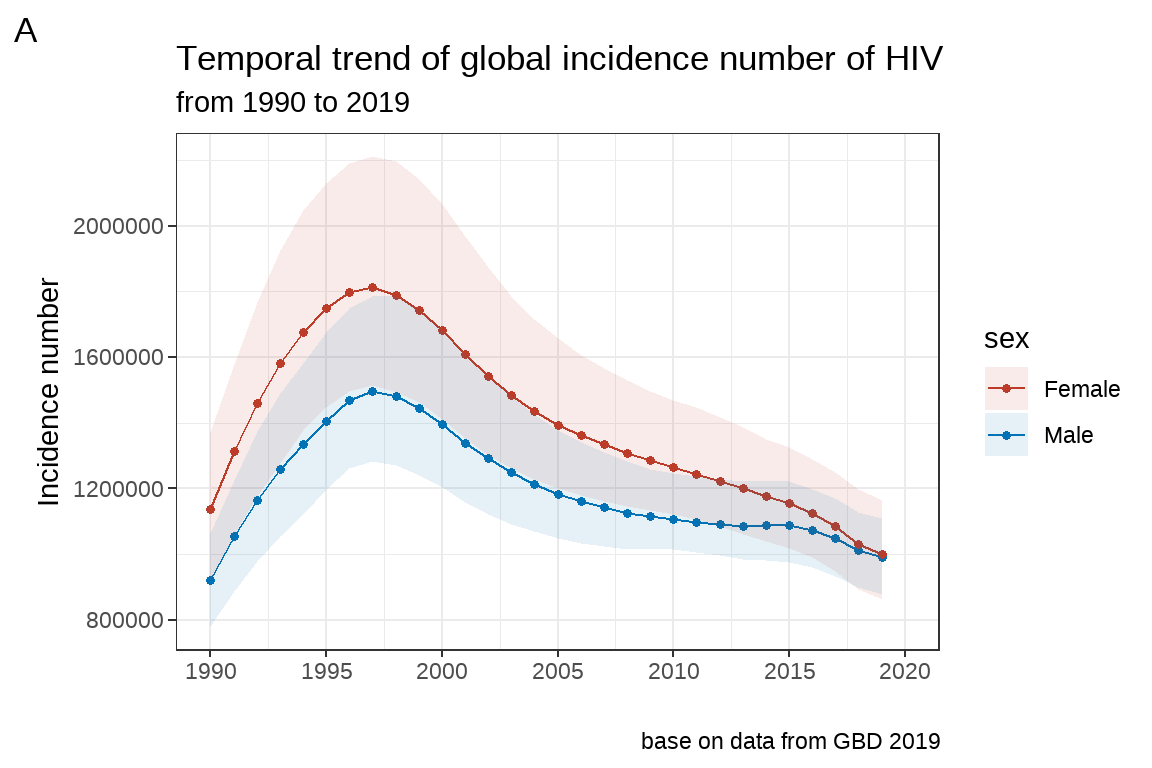 A
Temporal trend of global incidence number of HIV
from 1990 to 2019
Incidence number
2000000
1600000
1200000
800000
1990 1995 2000 2005 2010 2015 2020
sex
Female
Male
base on data from GBD 2019